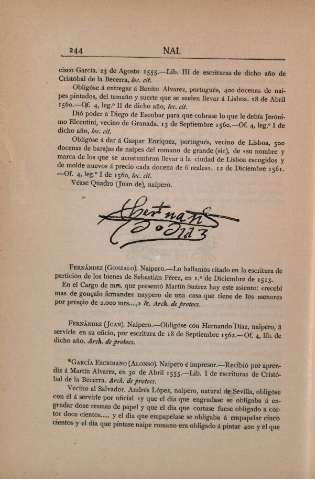 244 NAI.
cisco García. 23 de Agosto 1555.—Lib. III de escrituras de dicho año de
Cristóbal de la Becerra, loc. cit.
Obligóse á entregar á Benito Alvarez, portugués, 400 docenas de nai-
pes pintados, del tamaño y suerte que se suelen llevar á Lisboa. 18 de Abril
1560.—Of. 4, leg.º II de dicho año, loc. cit.
Dió poder á Diego de Escobar para que cobrase lo que le debía Jeróni-
mo Florentini, vecino de Granada. 13 de Septiembre 1560.—Of. 4, leg.º I de
dicho año, loc. cit.
Obligóse á dar á Gaspar Enríquez, portugués, vecino de Lisboa, 500
docenas de barajas de naipes del romano de grande (sic), de «su nombre y
marca de los que se acostumbran llevar á la ciudad de Lisboa escogidos y
de molde nuevo» á precio cada docena de 6 reales. 12 de Diciembre 1561.
—Of. 4, leg.º I de 1560, loc. cit.
Véase Quadro (Juan de), naipero.
Hernan
Diaz
FERNÁNDEZ (GONZALO). Naipero.—Lo hallamos citado en la escritura de
partición de los bienes de Sebastián Pérez, en 1.º de Diciembre de 1515.
En el Cargo de mrs. que presentó Martín Suárez hay este asiento: «recebi
mas de gonçalo fernandez naypero de una casa que tiene de los menores
por preçio de 2.000 mrs...» Arch. de protocs.
FERNÁNDEZ (JUAN). Naipero.—Obligóse con Hernando Díaz, naipero, á
servirle en su oficio, por escritura de 18 de Septiembre 1562.—Of. 4, lib. de
dicho año. Arch. de protocs.
*GARCÍA ESCRIBANO (ALONSO). Naipero é impresor.—Recibió por apren-
diz á Martín Alvarez, en 30 de Abril 1555.—Lib. I de escrituras de Cristó-
bal de la Becerra. Arch. de protocs.
Vecino al Salvador. Andrés López, naipero, natural de Sevilla, obligóse
con él á servirle por oficial «y que el dia que engrudase se obligaba á en-
grudar doze resmas de papel y que el dia que cortase fuese obligado á cor-
tar doce cientos.... y el dia que empapelase se obligaba á empapelar cinco
cientos y el dia que pintase naipe romano era obligado á pintar 400 y el que